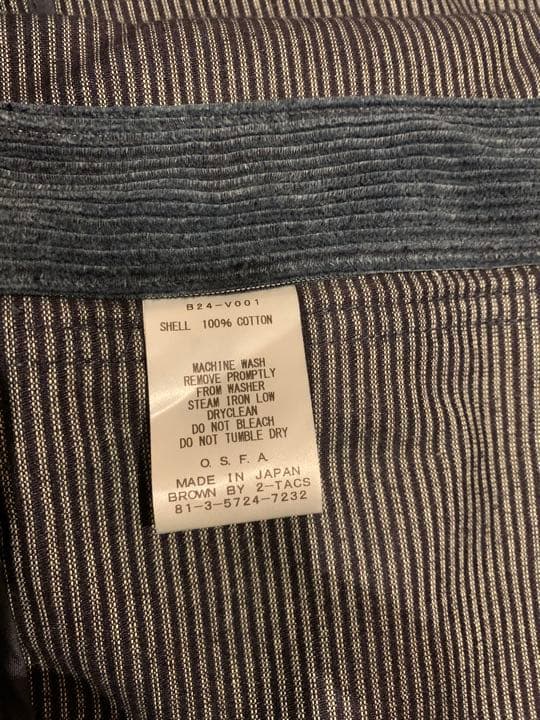 B24-V001
SHELL 100% COTTON
MACHINE WASH
REMOVE PROMPTLY
FROM WASHER
STEAM IRON LOW
DRYCLEAN
DO NOT BLEACH
DO NOT TUMBLE DRY
O. S. F. A.
MADE IN JAPAN
BROWN BY 2-TACS
81-3-5724-7232